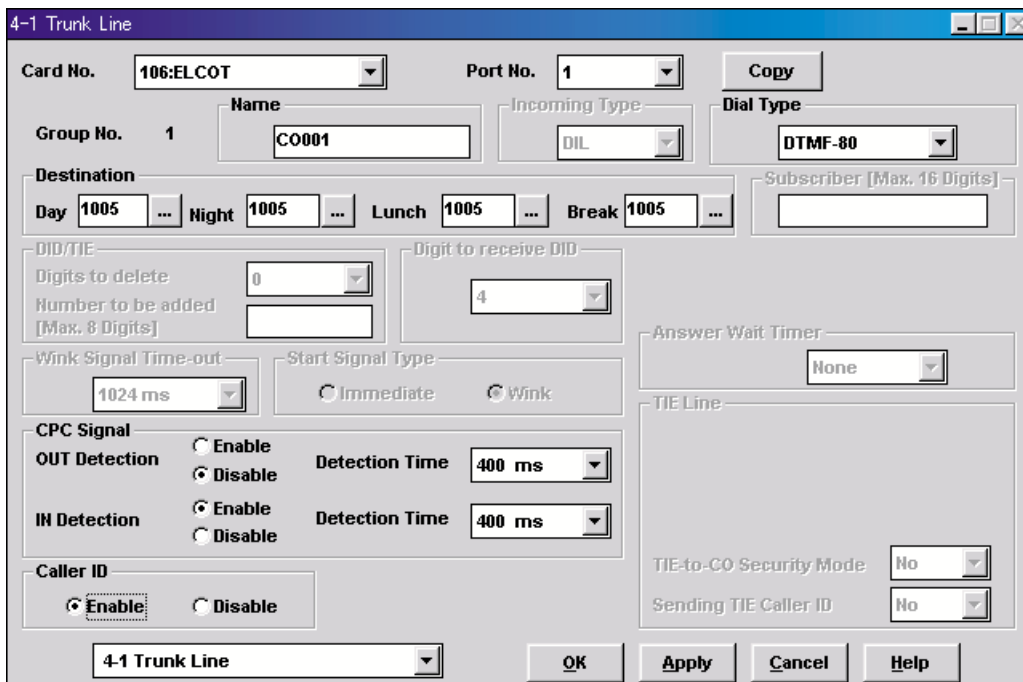 4-1 Trunk Line
Card No. 106:ELCOT Port No. 1 Copy
Group No. 1 Name CO001 Incoming Type DIL Dial Type DTMF-80
Destination
Day 1005 ... Night 1005 ... Lunch 1005 ... Break 1005 ...
Subscriber [Max. 16 Digits]
DID/TIE
Digits to delete 0
Number to be added
[Max. 8 Digits]
Digit to receive DID
4
Answer Wait Timer
None
Wink Signal Time-out
1024 ms
Start Signal Type
Immediate Wink
TIE Line
CPC Signal
OUT Detection Enable
Disable
Detection Time 400 ms
IN Detection Enable
Disable
Detection Time 400 ms
TIE-to-CO Security Mode No
Sending TIE Caller ID No
Caller ID
Enable Disable
4-1 Trunk Line OK Apply Cancel Help